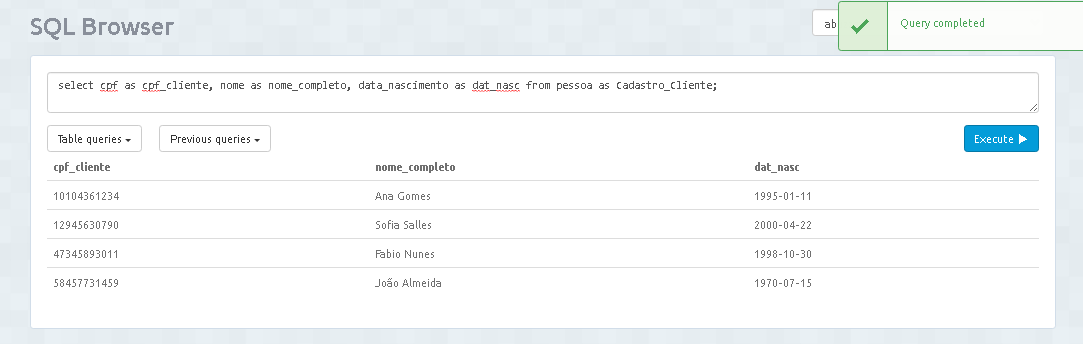 SQL Browser
ab
Query completed
select cpf as cpf_cliente, nome as nome_completo, data_nascimento as dat_nasc from pessoa as Cadastro_Cliente;
Table queries
Previous queries
Execute
cpf_cliente nome_completo dat_nasc
10104361234 Ana Gomes 1995-01-11
12945630790 Sofia Salles 2000-04-22
47345893011 Fabio Nunes 1998-10-30
58457731459 João Almeida 1970-07-15